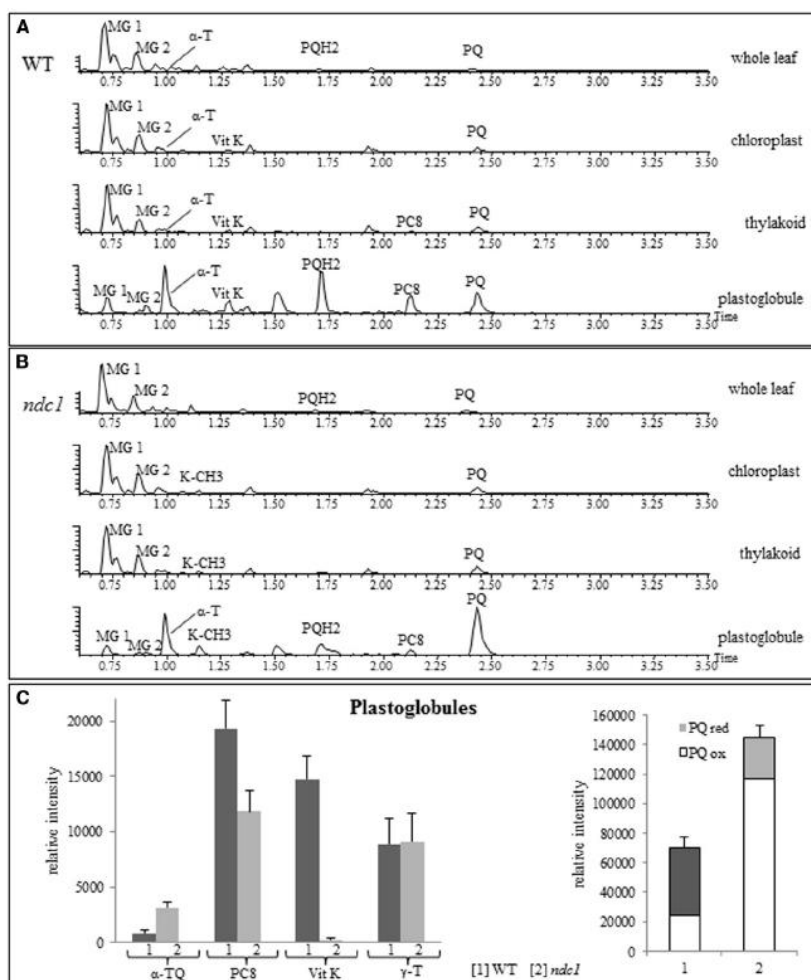 A
WT
MG 1 MG 2 α-T PQH2 PQ whole leaf
0.75 1.00 1.25 1.50 1.75 2.00 2.25 2.50 2.75 3.00 3.25 3.50
MG 1 MG 2 α-T Vit K PQ chloroplast
0.75 1.00 1.25 1.50 1.75 2.00 2.25 2.50 2.75 3.00 3.25 3.50
MG 1 MG 2 α-T Vit K PC8 PQ thylakoid
0.75 1.00 1.25 1.50 1.75 2.00 2.25 2.50 2.75 3.00 3.25 3.50
MG 1 MG 2 α-T Vit K PQH2 PC8 PQ plastoglobule
Time
0.75 1.00 1.25 1.50 1.75 2.00 2.25 2.50 2.75 3.00 3.25 3.50
B
ndc1
MG 1 MG 2 PQH2 PQ whole leaf
0.75 1.00 1.25 1.50 1.75 2.00 2.25 2.50 2.75 3.00 3.25 3.50
MG 1 MG 2 K-CH3 PQ chloroplast
0.75 1.00 1.25 1.50 1.75 2.00 2.25 2.50 2.75 3.00 3.25 3.50
MG 1 MG 2 K-CH3 PQ thylakoid
0.75 1.00 1.25 1.50 1.75 2.00 2.25 2.50 2.75 3.00 3.25 3.50
MG 1 MG 2 α-T K-CH3 PQH2 PC8 PQ plastoglobule
Time
0.75 1.00 1.25 1.50 1.75 2.00 2.25 2.50 2.75 3.00 3.25 3.50
C
Plastoglobules
relative intensity
20000
15000
10000
5000
0
1 2 1 2 1 2 1 2
α-TQ PC8 Vit K γ-T
relative intensity
160000
140000
120000
100000
80000
60000
40000
20000
0
PQ red
PQ ox
1 2
[1] WT [2] ndc1